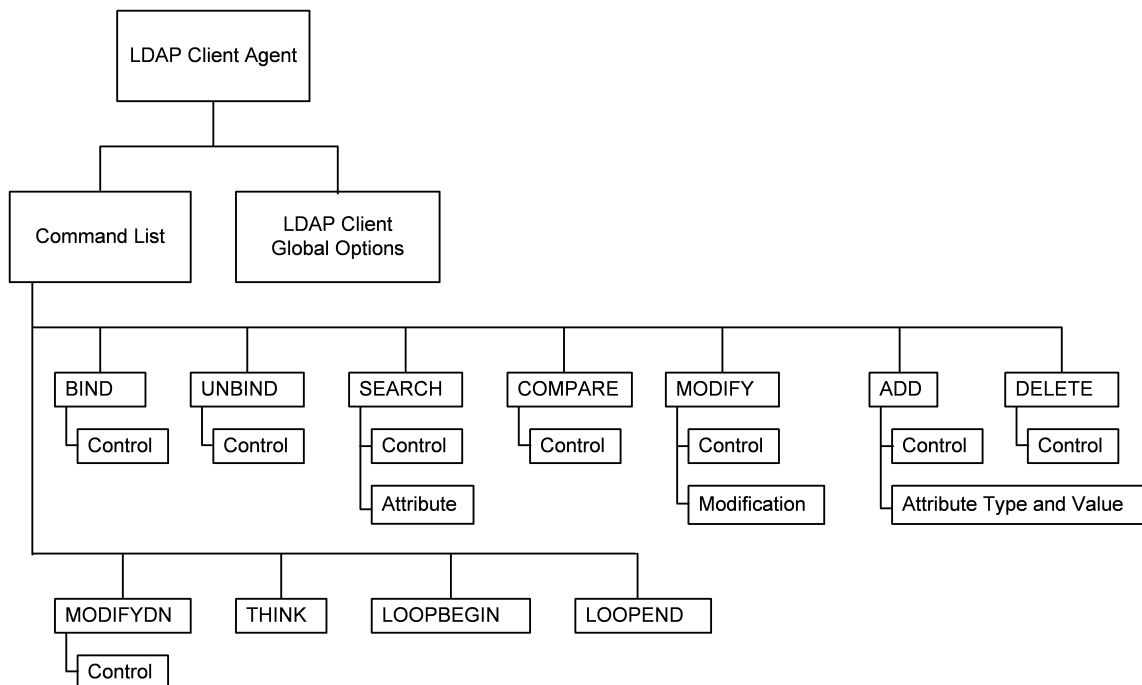 LDAP Client Agent
Command List
LDAP Client
Global Options
BIND
UNBIND
SEARCH
COMPARE
MODIFY
ADD
DELETE
Control
Control
Control
Control
Control
Control
Control
Attribute
Modification
Attribute Type and Value
MODIFYDN
THINK
LOOPBEGIN
LOOPEND
Control